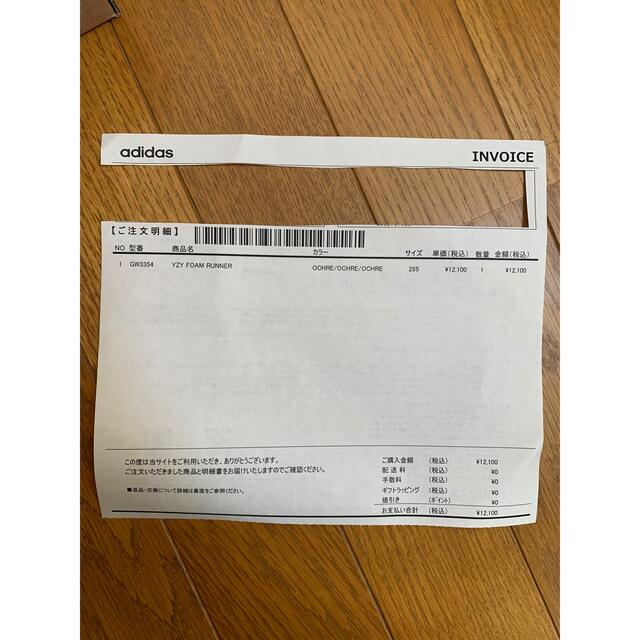 adidas INVOICE
【ご注文明細】
NO 型番 商品名 カラー サイズ 単価(税込) 数量 金額(税込)
1 GW3354 YZY FOAM RUNNER OCHRE/OCHRE/OCHRE 285 ¥12,100 1 ¥12,100
この度は当サイトをご利用いただき、ありがとうございます。 ご購入金額 (税込) ¥12,100
ご注文いただきました商品と明細書をお届けいたしますのでご確認ください。 配送料 (税込) ¥0
手数料 (税込) ¥0
■返品・交換について詳細は裏面をご参照ください。 ギフトラッピング (税込) ¥0
値引き (ポイント) ¥0
お支払い合計 (税込) ¥12,100